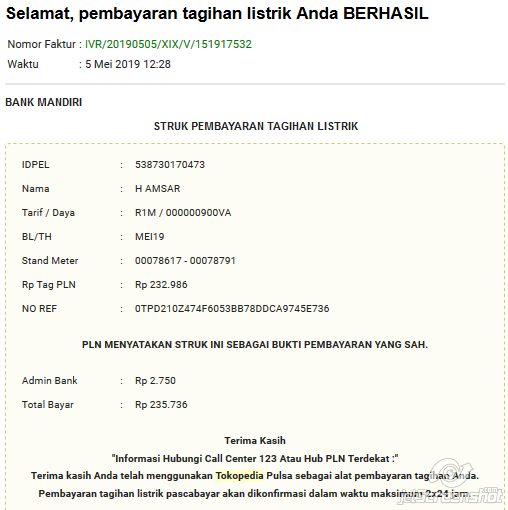 Selamat, pembayaran tagihan listrik Anda BERHASIL
Nomor Faktur : IVR/20190505/XIX/V/151917532
Waktu : 5 Mei 2019 12:28
BANK MANDIRI
STRUK PEMBAYARAN TAGIHAN LISTRIK
IDPEL : 538730170473
Nama : H AMSAR
Tarif / Daya : R1M / 000000900VA
BL/TH : MEI19
Stand Meter : 00078617 - 00078791
Rp Tag PLN : Rp 232.986
NO REF : 0TPD210Z474F6053BB78DDCA9745E736
PLN MENYATAKAN STRUK INI SEBAGAI BUKTI PEMBAYARAN YANG SAH.
Admin Bank : Rp 2.750
Total Bayar : Rp 235.736
Terima Kasih
"Informasi Hubungi Call Center 123 Atau Hub PLN Terdekat :"
Terima kasih Anda telah menggunakan Tokopedia Pulsa sebagai alat pembayaran tagihan Anda.
Pembayaran tagihan listrik pascabayar akan dikonfirmasi dalam waktu maksimum 2x24 jam.